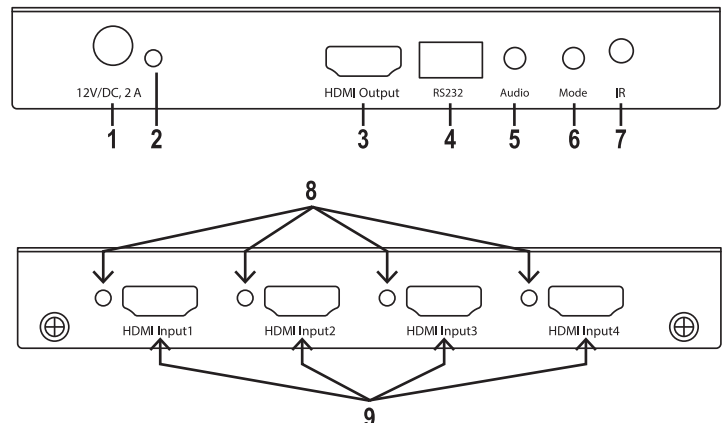 12V/DC, 2 A HDMI Output RS232 Audio Mode IR
1 2 3 4 5 6 7
8
HDMI Input1 HDMI Input2 HDMI Input3 HDMI Input4
9